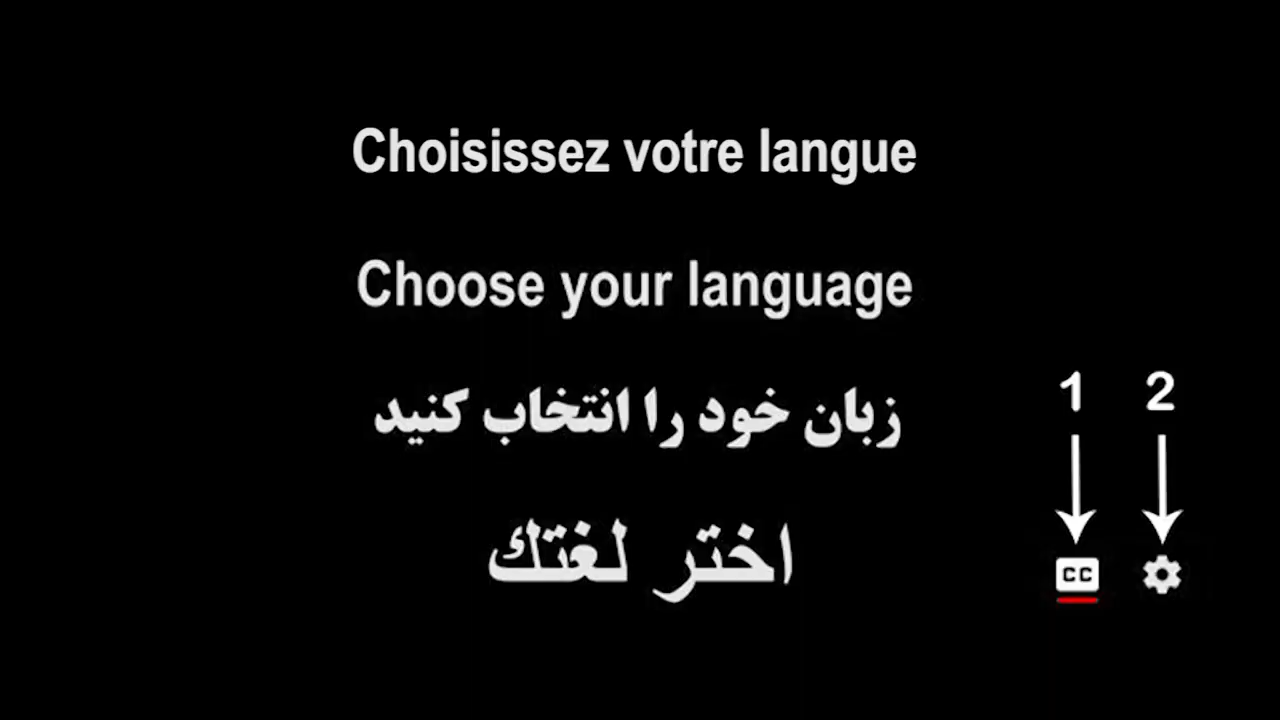 Choisissez votre langue
Choose your language
زبان خود را انتخاب کنید
اختر لغتك
1 2
CC